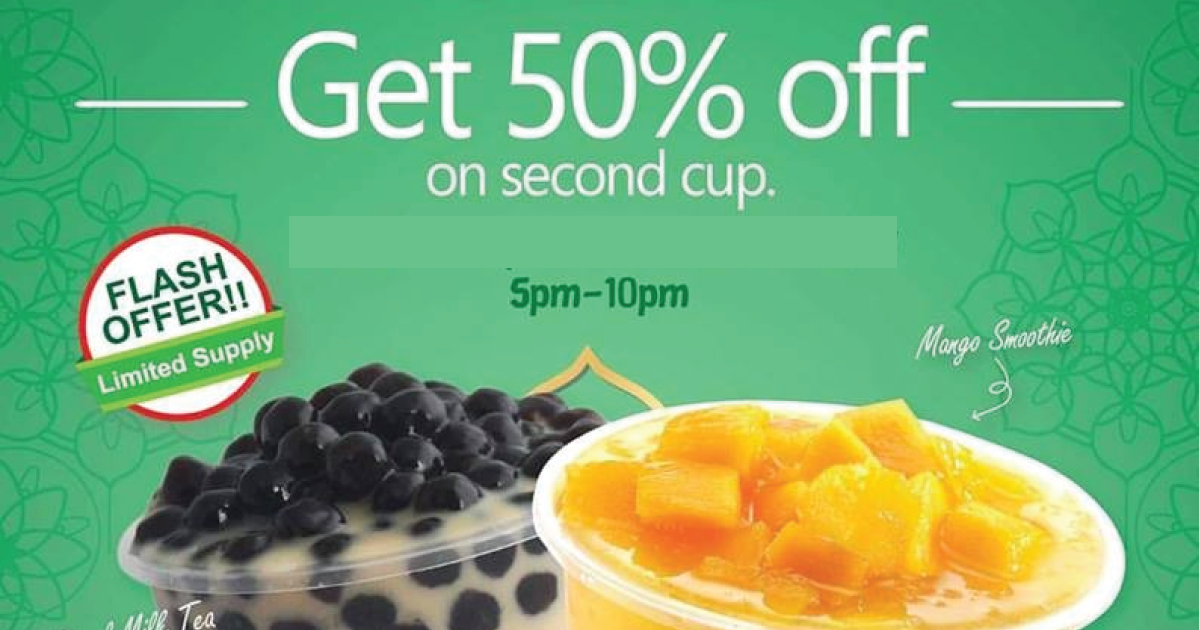 Get 50% off
on second cup.
FLASH
OFFER!!
Limited Supply
5pm-10pm
Mango Smoothie
Milk Tea